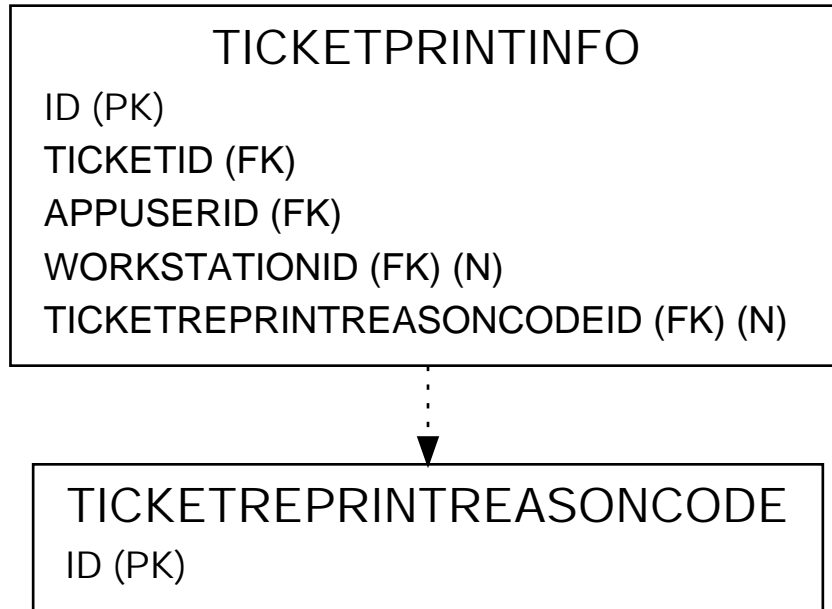 TICKETPRINTINFO
ID (PK)
TICKETID (FK)
APPUSERID (FK)
WORKSTATIONID (FK) (N)
TICKETREPRINTREASONCODEID (FK) (N)
TICKETREPRINTREASONCODE
ID (PK)